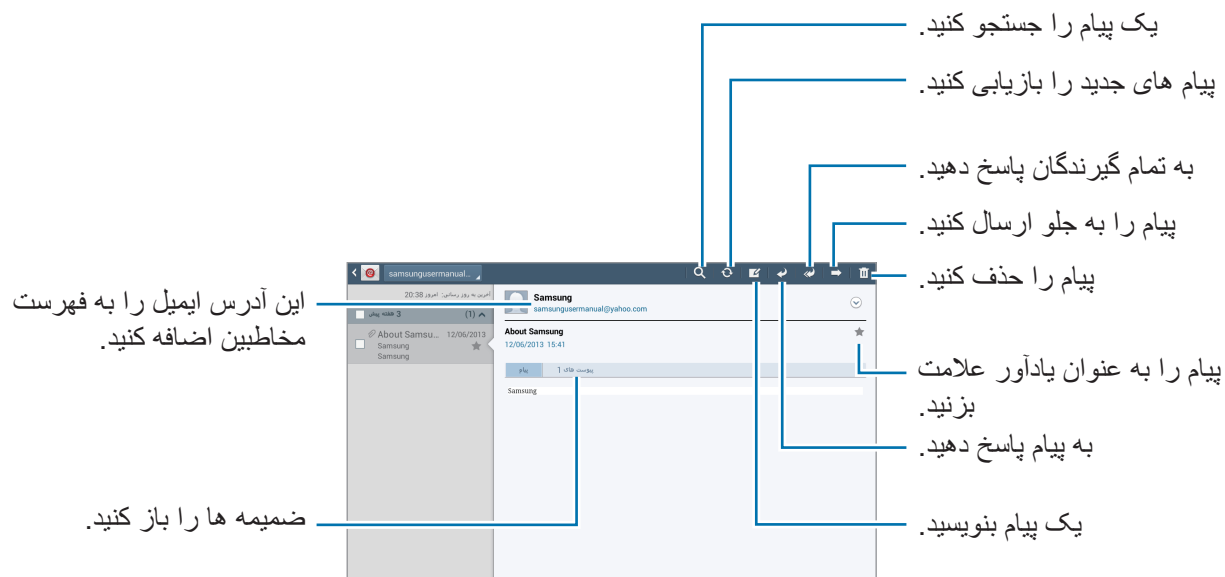 یک پیام را جستجو کنید.
پیام های جدید را بازیابی کنید.
به تمام گیرندگان پاسخ دهید.
پیام را به جلو ارسال کنید.
پیام را حذف کنید.
پیام را به عنوان یادآور علامت
بزنید.
به پیام پاسخ دهید.
یک پیام بنویسید.
این آدرس ایمیل را به فهرست
مخاطبین اضافه کنید.
ضمیمه ها را باز کنید.
samsungusermanual...
آخرین به روز رسانی: امروز 20:38
3 هفته پیش (1)
About Samsu... 12/06/2013
Samsung
Samsung
Samsung
samsungusermanual@yahoo.com
About Samsung
12/06/2013 15:41
پیام
پیوست های 1
Samsung